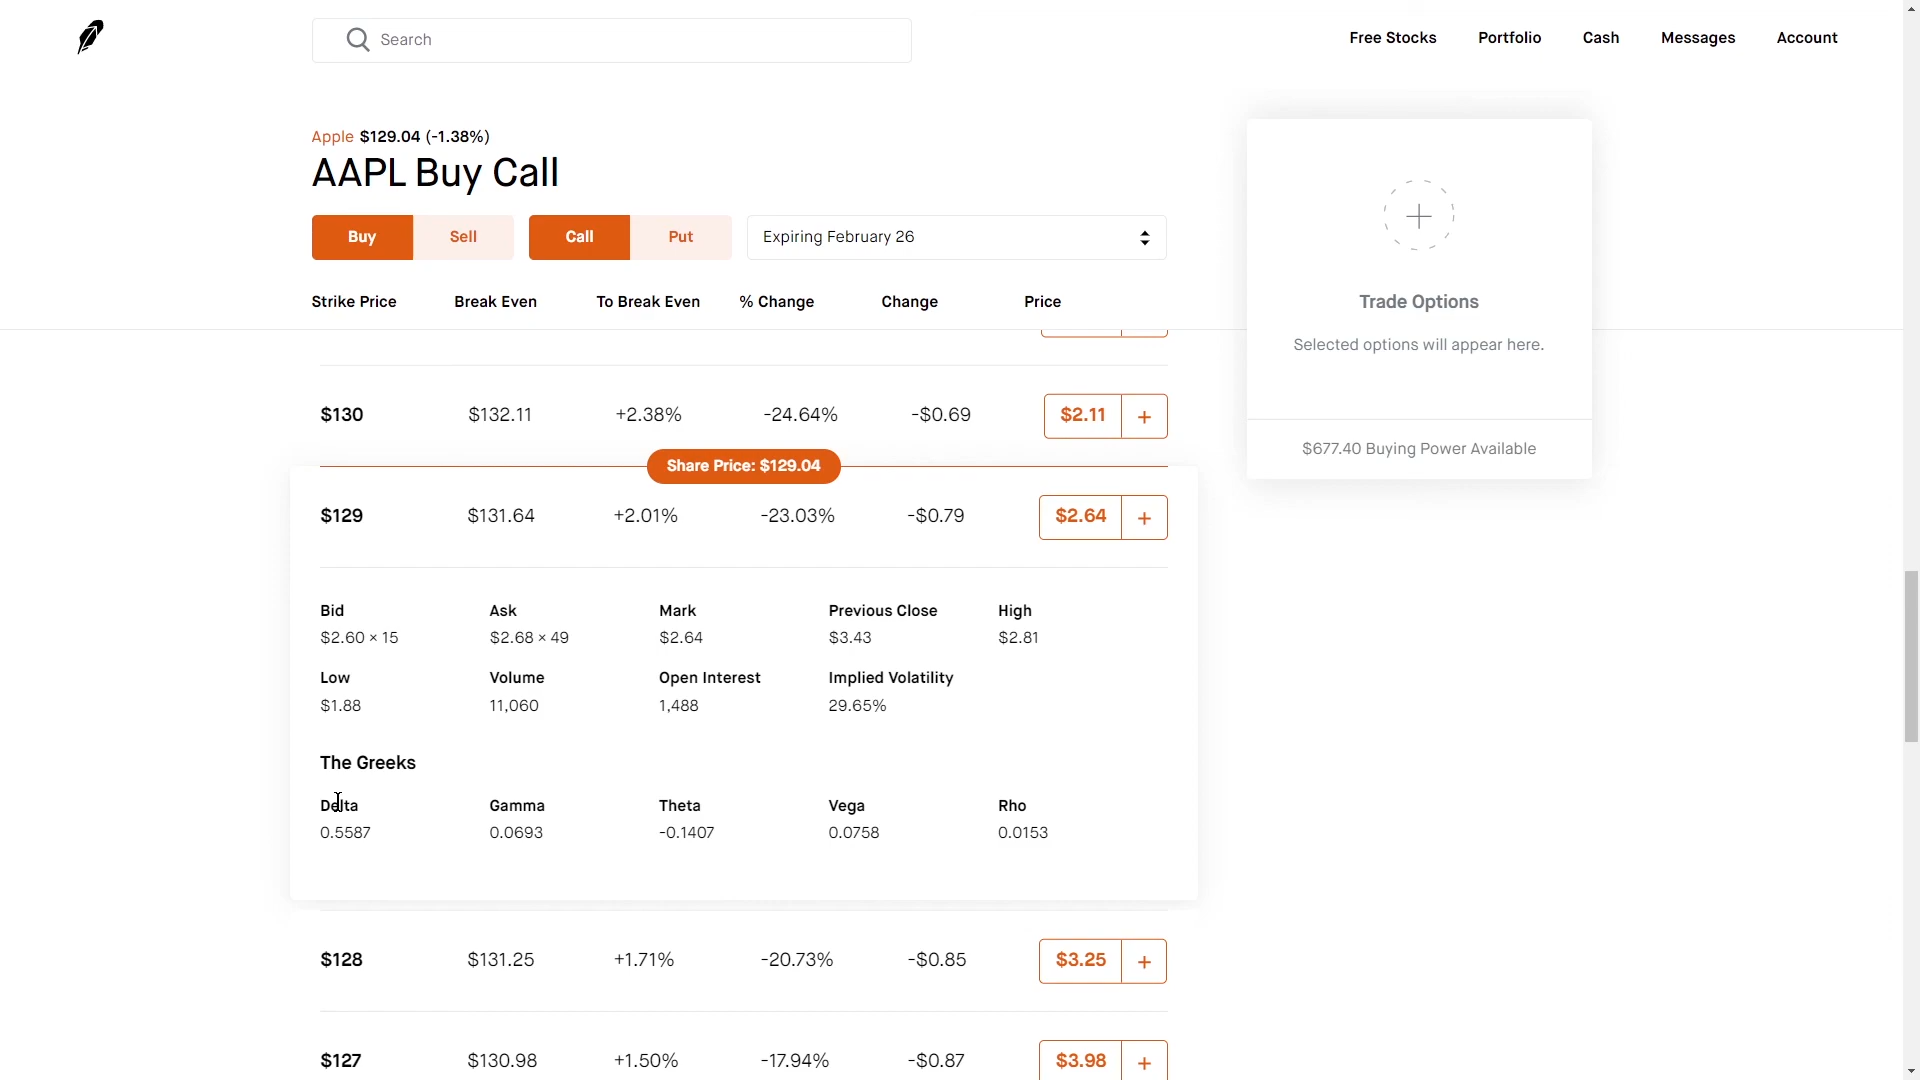 Search
Free Stocks Portfolio Cash Messages Account
Apple $129.04 (-1.38%)
AAPL Buy Call
Buy Sell Call Put Expiring February 26
Strike Price Break Even To Break Even % Change Change Price
Trade Options
Selected options will appear here.
$677.40 Buying Power Available
$130 $132.11 +2.38% -24.64% -$0.69 $2.11 +
Share Price: $129.04
$129 $131.64 +2.01% -23.03% -$0.79 $2.64 +
Bid Ask Mark Previous Close High
$2.60 × 15 $2.68 × 49 $2.64 $3.43 $2.81
Low Volume Open Interest Implied Volatility
$1.88 11,060 1,488 29.65%
The Greeks
Delta Gamma Theta Vega Rho
0.5587 0.0693 -0.1407 0.0758 0.0153
$128 $131.25 +1.71% -20.73% -$0.85 $3.25 +
$127 $130.98 +1.50% -17.94% -$0.87 $3.98 +